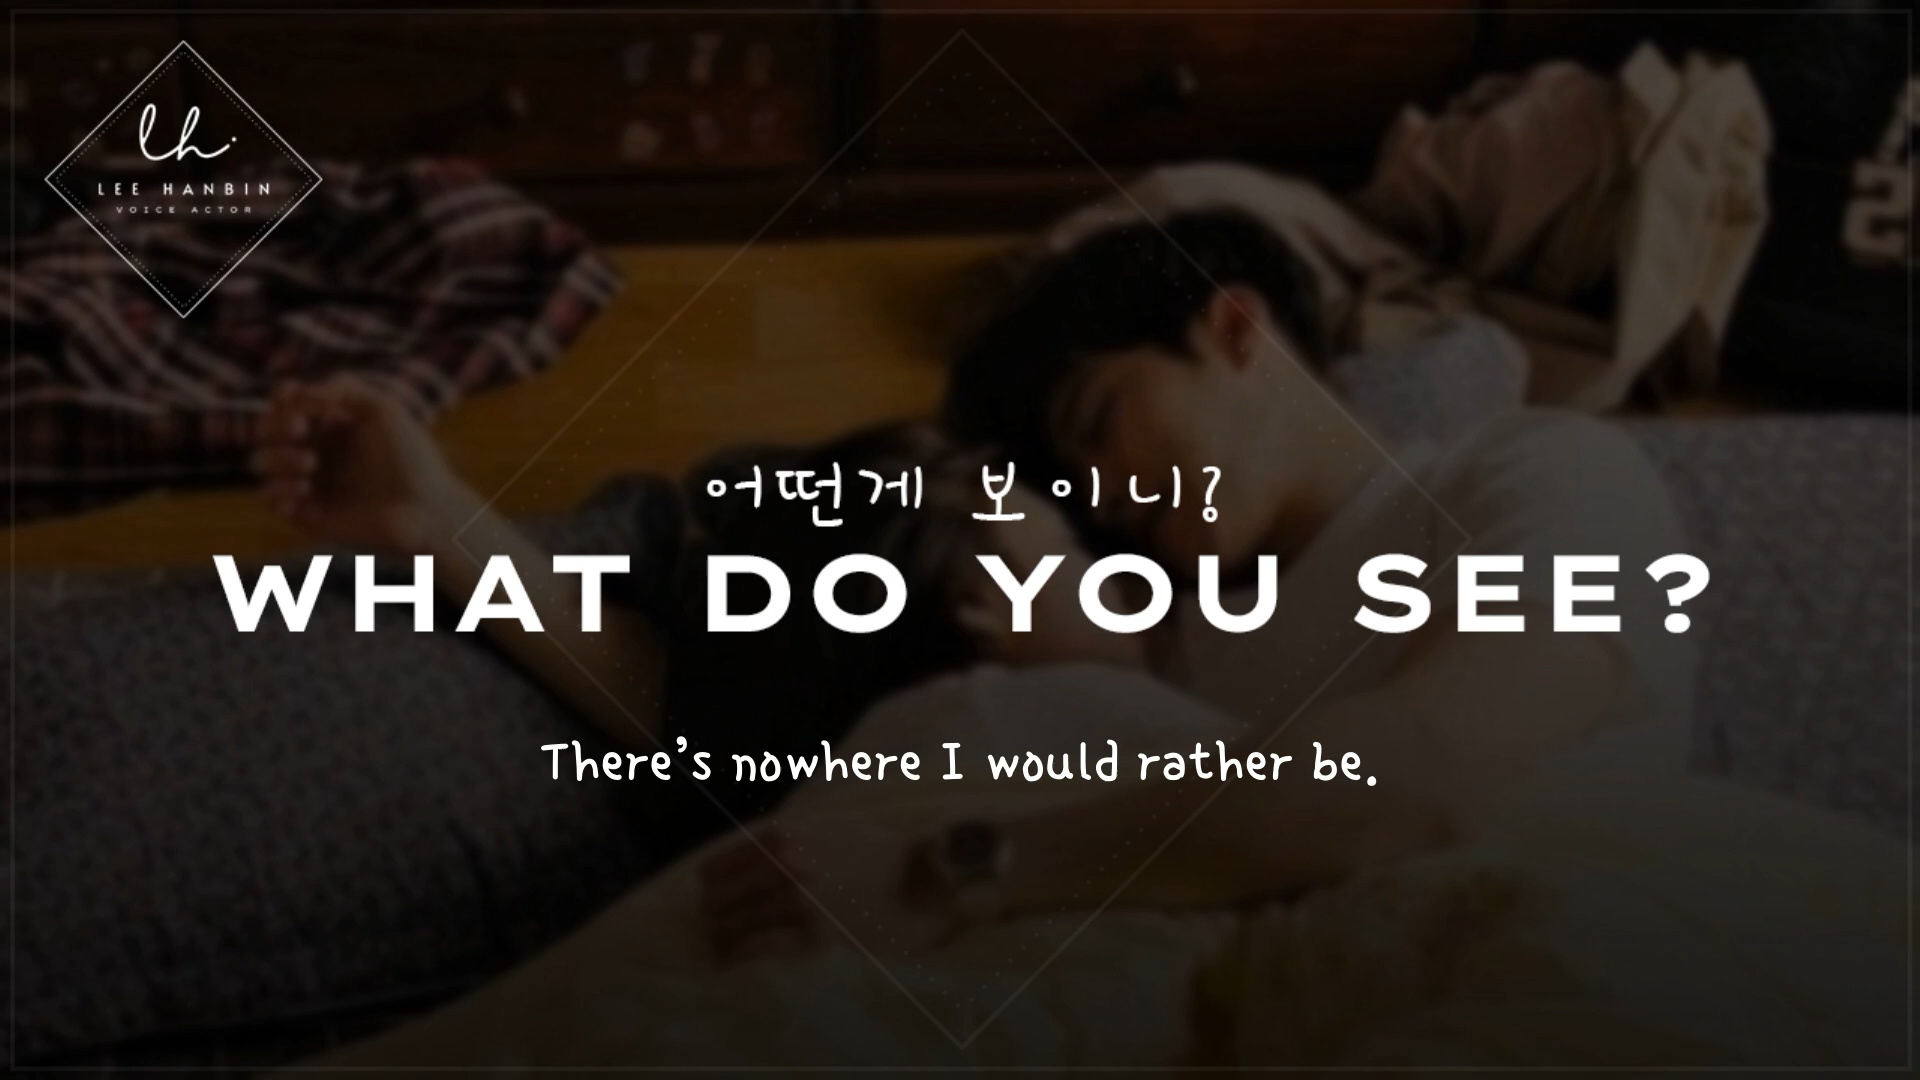 lh.
LEE HANBIN
VOICE ACTOR
어떤게 보이니?
WHAT DO YOU SEE?
There's nowhere I would rather be.